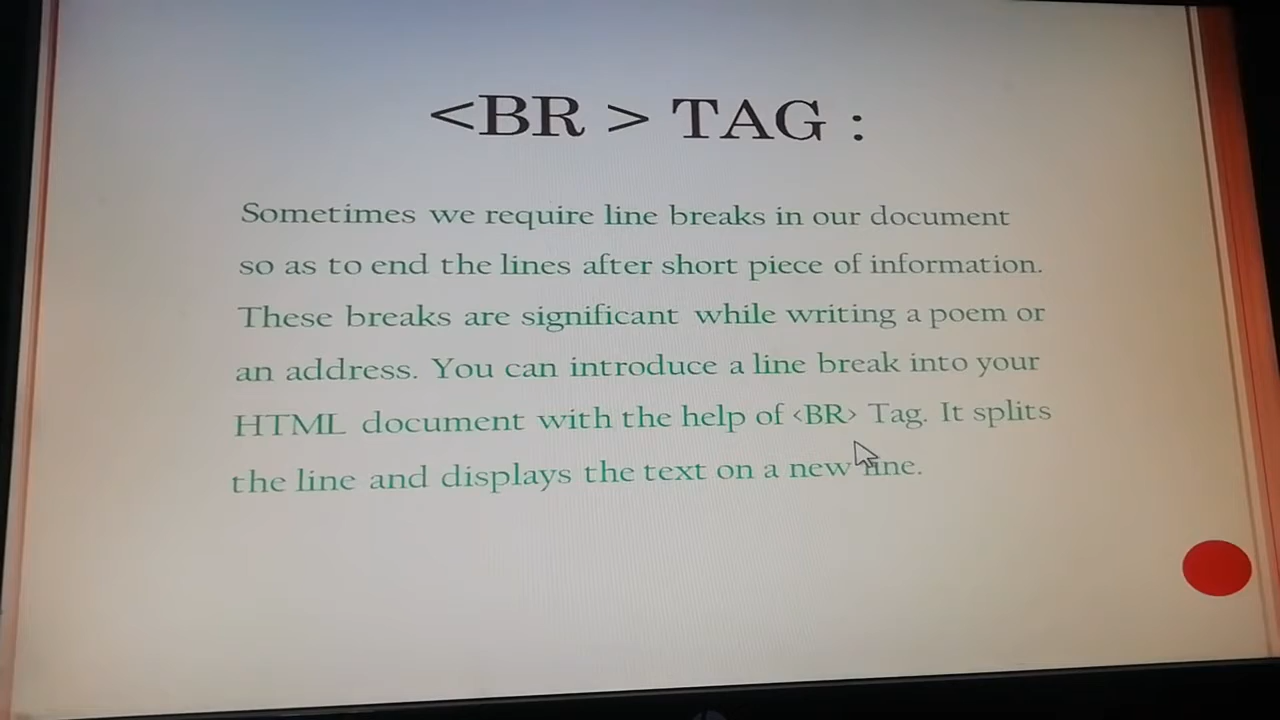 <BR > TAG :
Sometimes we require line breaks in our document
so as to end the lines after short piece of information.
These breaks are significant while writing a poem or
an address. You can introduce a line break into your
HTML document with the help of <BR> Tag. It splits
the line and displays the text on a new line.